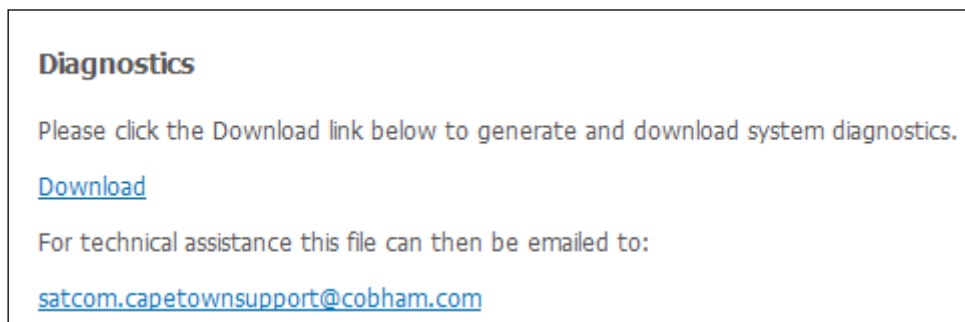 Diagnostics
Please click the Download link below to generate and download system diagnostics.
Download
For technical assistance this file can then be emailed to:
satcom.capetownsupport@cobham.com